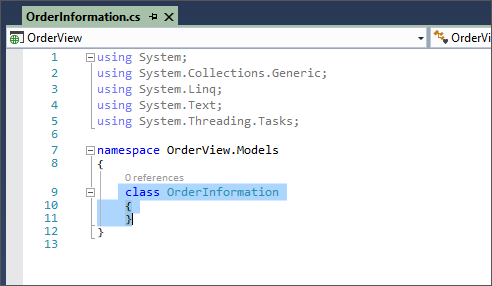 OrderInformation.cs
OrderView OrderVi
1 using System;
2 using System.Collections.Generic;
3 using System.Linq;
4 using System.Text;
5 using System.Threading.Tasks;
6
7 namespace OrderView.Models
8 {
0 references
9 class OrderInformation
10 {
11 }
12 }
13